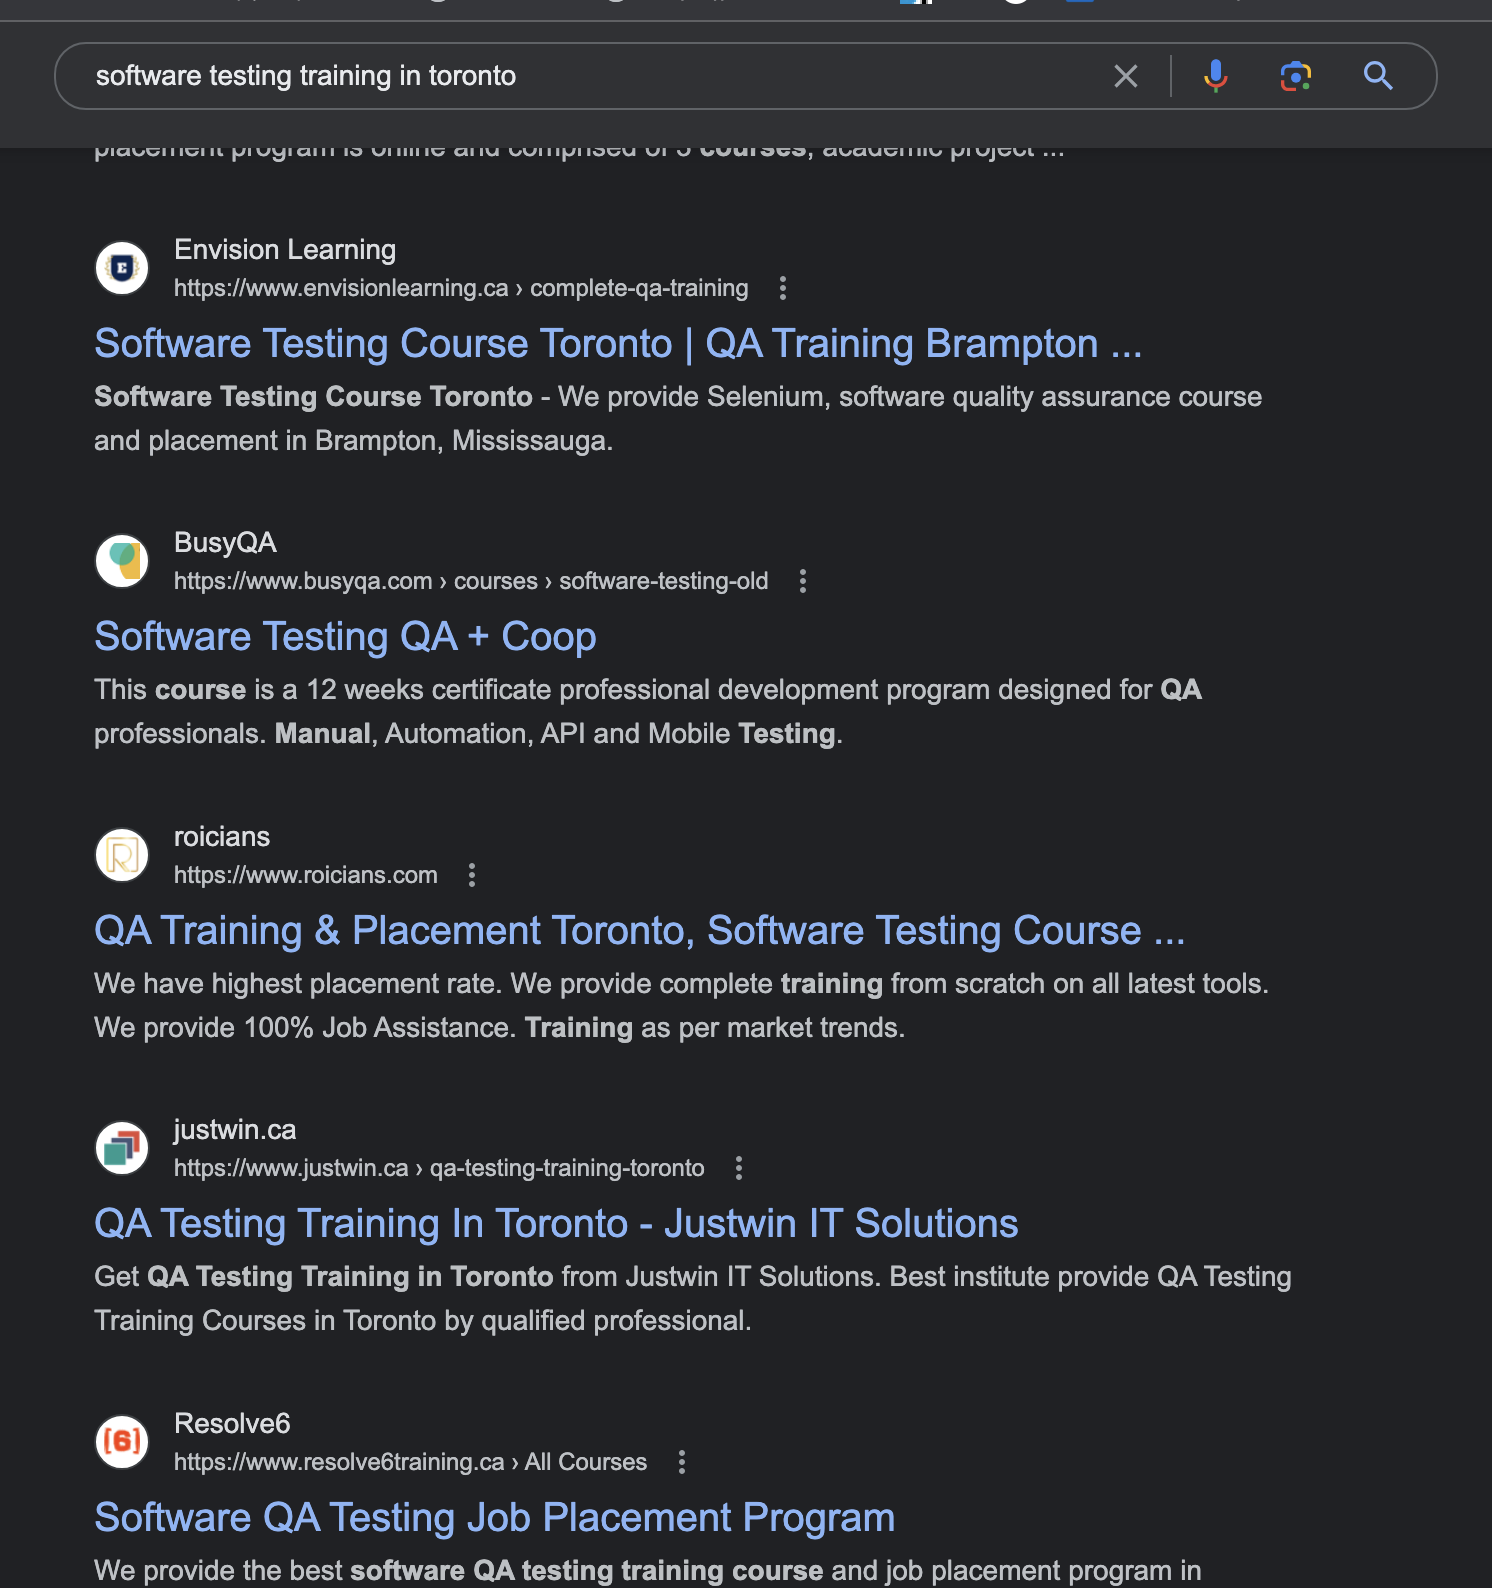 software testing training in toronto
placement program is online and comprised of 5 courses, academic project ...
Envision Learning
https://www.envisionlearning.ca › complete-qa-training
Software Testing Course Toronto | QA Training Brampton ...
Software Testing Course Toronto - We provide Selenium, software quality assurance course
and placement in Brampton, Mississauga.
BusyQA
https://www.busyqa.com › courses › software-testing-old
Software Testing QA + Coop
This course is a 12 weeks certificate professional development program designed for QA
professionals. Manual, Automation, API and Mobile Testing.
roicians
https://www.roicians.com
QA Training & Placement Toronto, Software Testing Course ...
We have highest placement rate. We provide complete training from scratch on all latest tools.
We provide 100% Job Assistance. Training as per market trends.
justwin.ca
https://www.justwin.ca › qa-testing-training-toronto
QA Testing Training In Toronto - Justwin IT Solutions
Get QA Testing Training in Toronto from Justwin IT Solutions. Best institute provide QA Testing
Training Courses in Toronto by qualified professional.
Resolve6
https://www.resolve6training.ca › All Courses
Software QA Testing Job Placement Program
We provide the best software QA testing training course and job placement program in